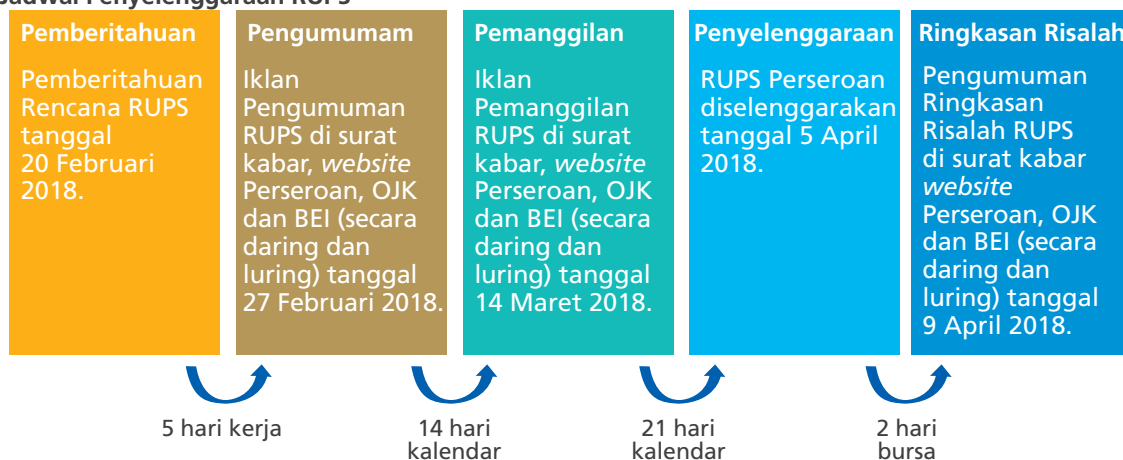 Jadwal Penyelenggaraan RUPS
Pemberitahuan
Pemberitahuan
Rencana RUPS
tanggal
20 Februari
2018.
Pengumumam
Iklan
Pengumuman
RUPS di surat
kabar, website
Perseroan, OJK
dan BEI (secara
daring dan
luring) tanggal
27 Februari 2018.
Pemanggilan
Iklan
Pemanggilan
RUPS di surat
kabar, website
Perseroan, OJK
dan BEI (secara
daring dan
luring) tanggal
14 Maret 2018.
Penyelenggaraan
RUPS Perseroan
diselenggarakan
tanggal 5 April
2018.
Ringkasan Risalah
Pengumuman
Ringkasan
Risalah RUPS
di surat kabar
website
Perseroan, OJK
dan BEI (secara
daring dan
luring) tanggal
9 April 2018.
5 hari kerja
14 hari
kalendar
21 hari
kalendar
2 hari
bursa